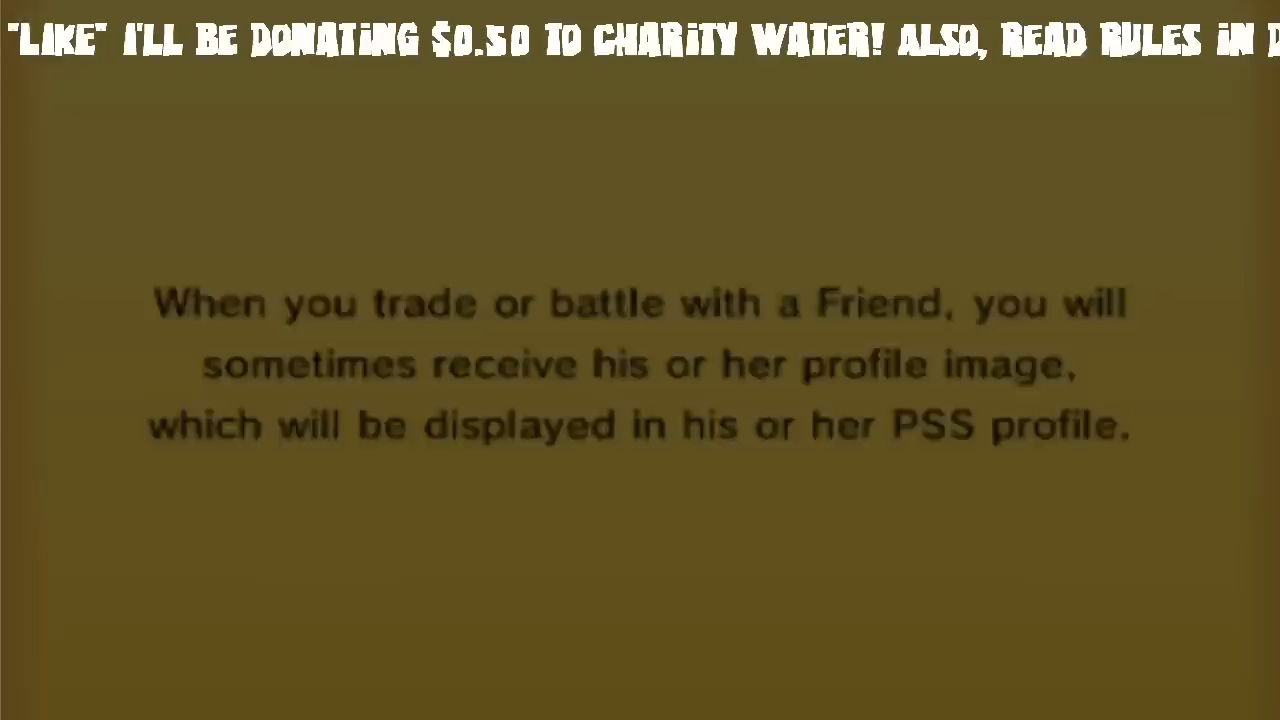 "LIKE" I'LL BE DONATING $0.50 TO CHARITY WATER! ALSO, READ RULES IN D
When you trade or battle with a Friend, you will
sometimes receive his or her profile image,
which will be displayed in his or her PSS profile.